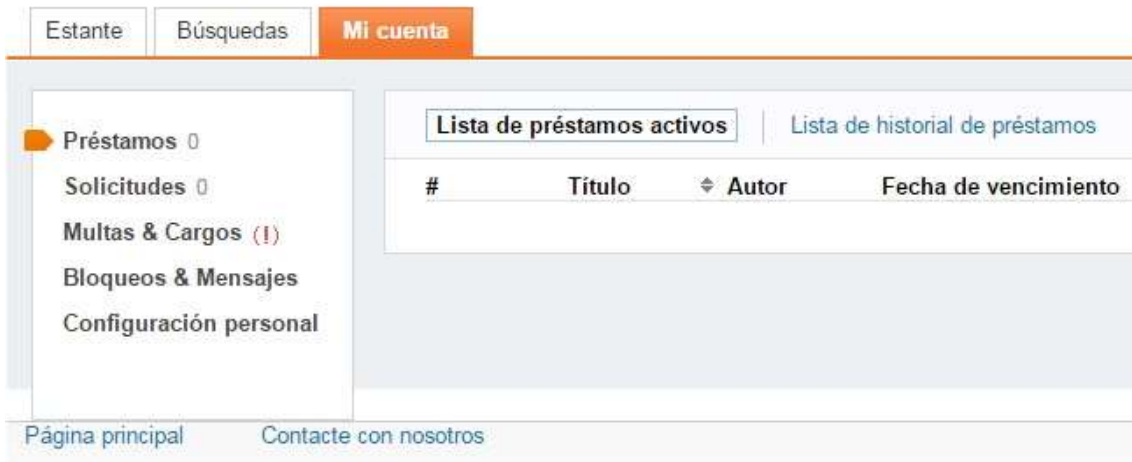 Estante Búsquedas Mi cuenta
Préstamos 0
Solicitudes 0
Multas & Cargos (!)
Bloqueos & Mensajes
Configuración personal
Lista de préstamos activos Lista de historial de préstamos
# Título Autor Fecha de vencimiento
Página principal Contacte con nosotros